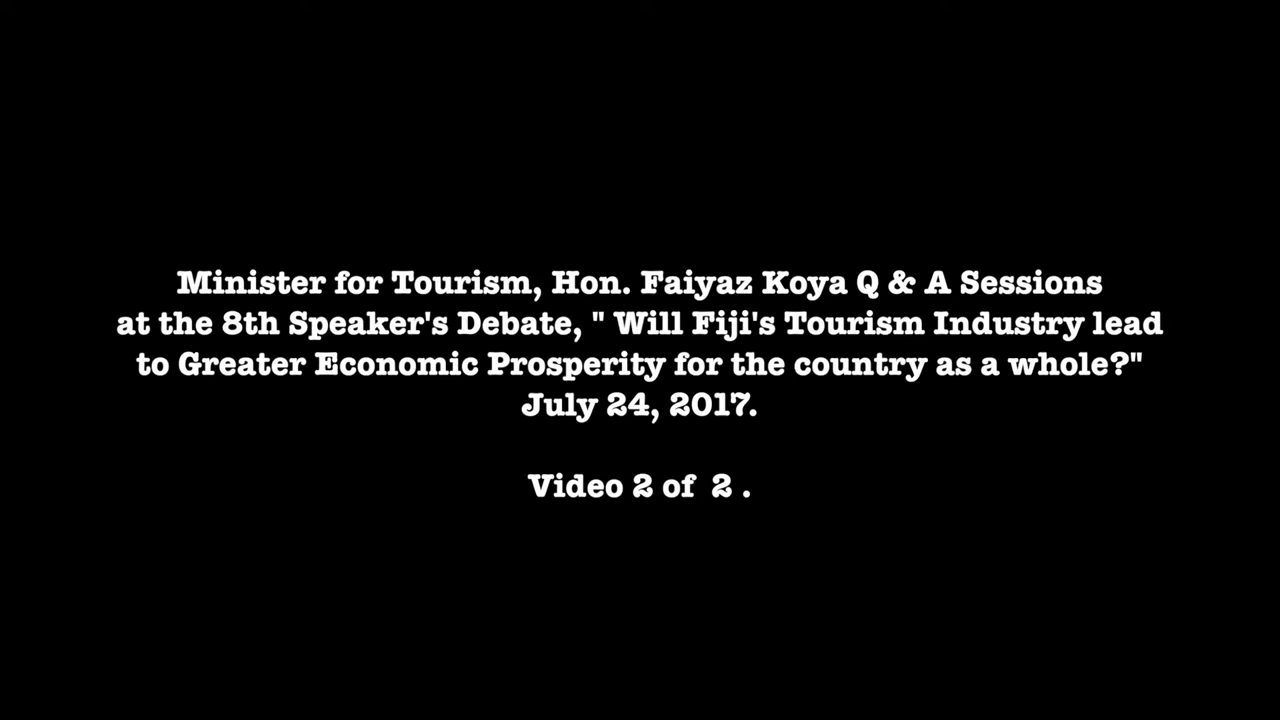 Minister for Tourism, Hon. Faiyaz Koya Q & A Sessions
at the 8th Speaker's Debate, " Will Fiji's Tourism Industry lead
to Greater Economic Prosperity for the country as a whole?"
July 24, 2017.
Video 2 of  2 .